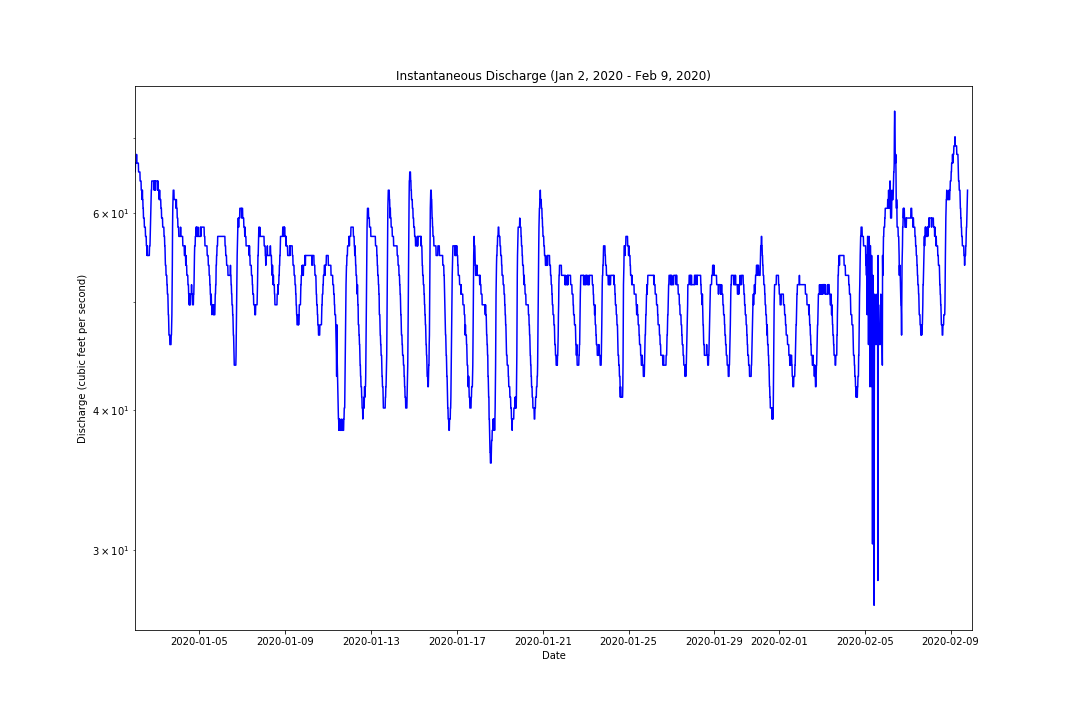 Instantaneous Discharge (Jan 2, 2020 - Feb 9, 2020)
Discharge (cubic feet per second)
6 × 10¹
4 × 10¹
3 × 10¹
2020-01-05 2020-01-09 2020-01-13 2020-01-17 2020-01-21 2020-01-25 2020-01-29 2020-02-01 2020-02-05 2020-02-09
Date